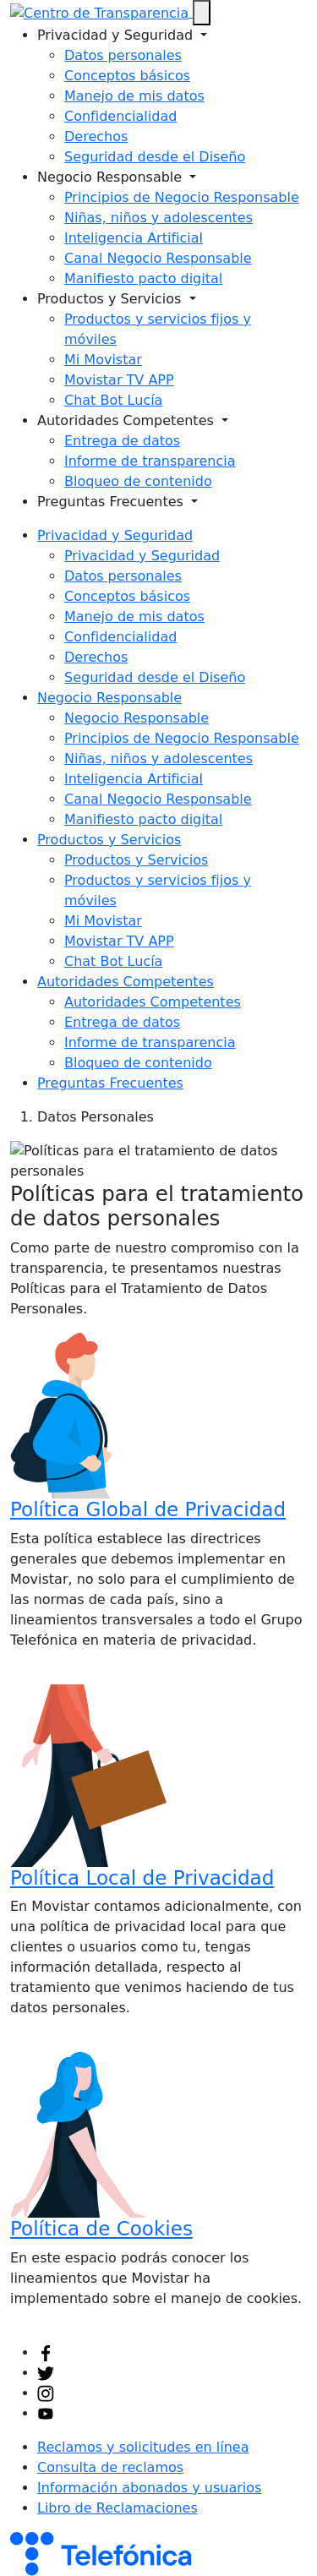 Centro de Transparencia
Privacidad y Seguridad
Datos personales
Conceptos básicos
Manejo de mis datos
Confidencialidad
Derechos
Seguridad desde el Diseño
Negocio Responsable
Principios de Negocio Responsable
Niñas, niños y adolescentes
Inteligencia Artificial
Canal Negocio Responsable
Manifiesto pacto digital
Productos y Servicios
Productos y servicios fijos y
móviles
Mi Movistar
Movistar TV APP
Chat Bot Lucía
Autoridades Competentes
Entrega de datos
Informe de transparencia
Bloqueo de contenido
Preguntas Frecuentes
Privacidad y Seguridad
Privacidad y Seguridad
Datos personales
Conceptos básicos
Manejo de mis datos
Confidencialidad
Derechos
Seguridad desde el Diseño
Negocio Responsable
Negocio Responsable
Principios de Negocio Responsable
Niñas, niños y adolescentes
Inteligencia Artificial
Canal Negocio Responsable
Manifiesto pacto digital
Productos y Servicios
Productos y Servicios
Productos y servicios fijos y
móviles
Mi Movistar
Movistar TV APP
Chat Bot Lucía
Autoridades Competentes
Autoridades Competentes
Entrega de datos
Informe de transparencia
Bloqueo de contenido
Preguntas Frecuentes
1. Datos Personales
Políticas para el tratamiento de datos
personales
Políticas para el tratamiento
de datos personales
Como parte de nuestro compromiso con la
transparencia, te presentamos nuestras
Políticas para el Tratamiento de Datos
Personales.
Política Global de Privacidad
Esta política establece las directrices
generales que debemos implementar en
Movistar, no solo para el cumplimiento de
las normas de cada país, sino a
lineamientos transversales a todo el Grupo
Telefónica en materia de privacidad.
Política Local de Privacidad
En Movistar contamos adicionalmente, con
una política de privacidad local para que
clientes o usuarios como tu, tengas
información detallada, respecto al
tratamiento que venimos haciendo de tus
datos personales.
Política de Cookies
En este espacio podrás conocer los
lineamientos que Movistar ha
implementado sobre el manejo de cookies.
Reclamos y solicitudes en línea
Consulta de reclamos
Información abonados y usuarios
Libro de Reclamaciones
Telefónica